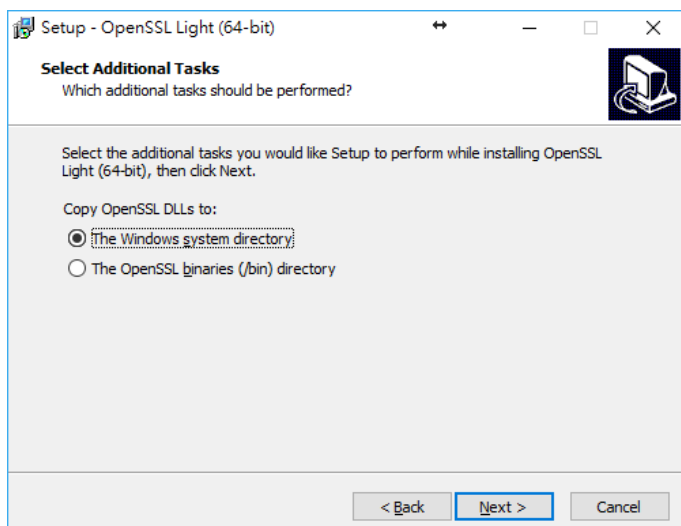 Setup - OpenSSL Light (64-bit)
Select Additional Tasks
Which additional tasks should be performed?
Select the additional tasks you would like Setup to perform while installing OpenSSL
Light (64-bit), then click Next.
Copy OpenSSL DLLs to:
The Windows system directory
The OpenSSL binaries (/bin) directory
< Back
Next >
Cancel